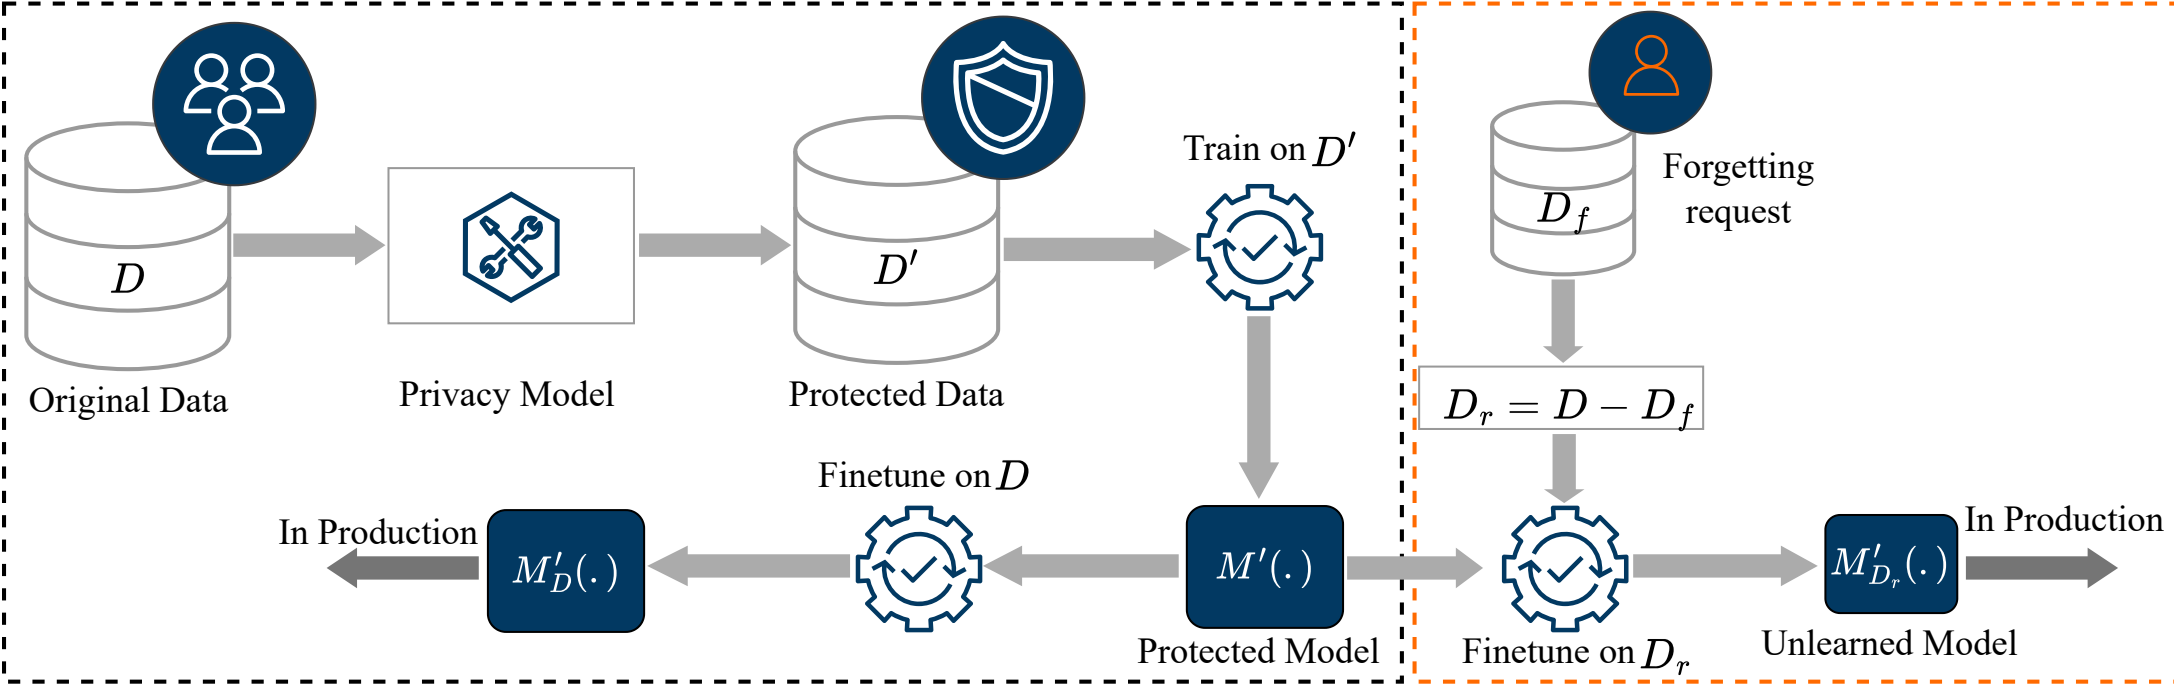 D
Original Data
Privacy Model
D′
Protected Data
Train on D′
Finetune on D
In Production
M′_D(.)
M′(.)
Protected Model
D_f
Forgetting
request
D_r = D − D_f
Finetune on D_r
M′_{D_r}(.)
Unlearned Model
In Production